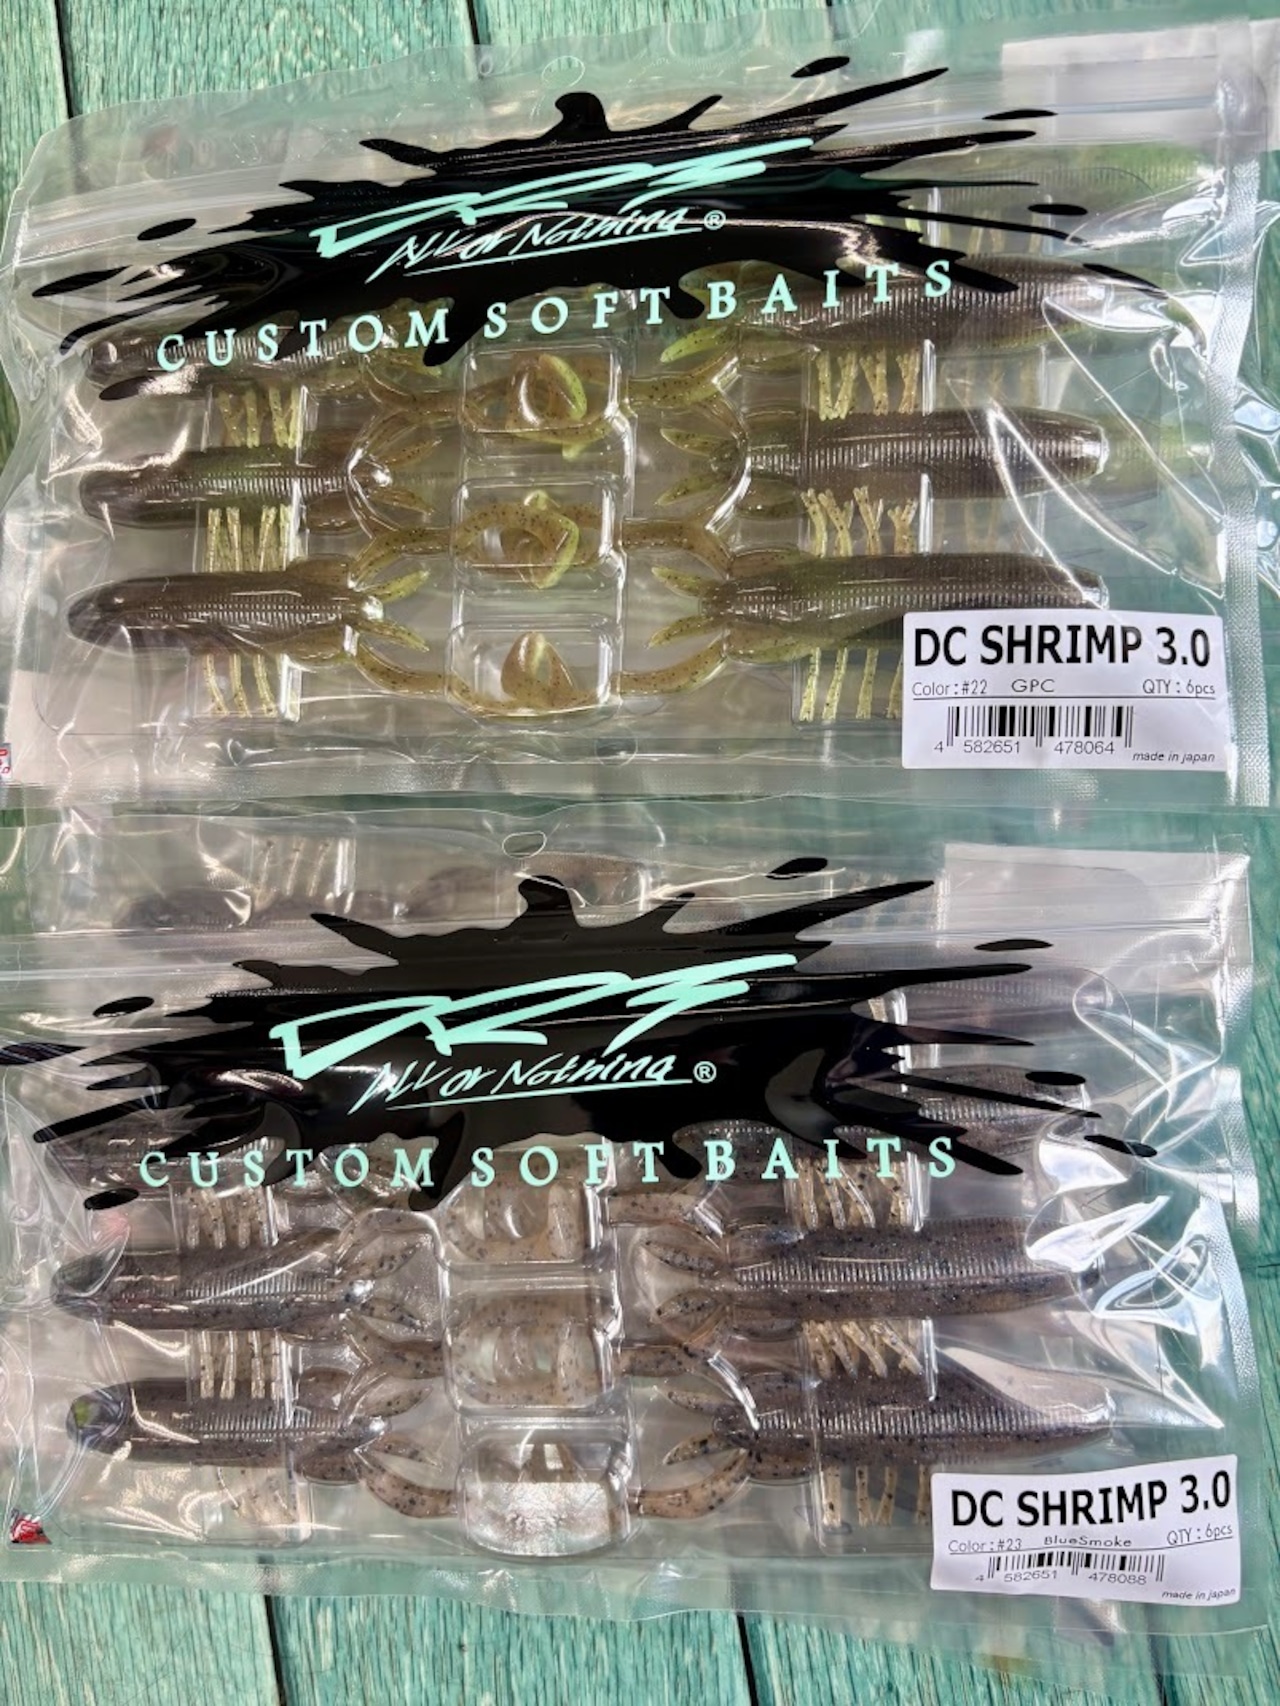 DRT
ALL or Nothing ®
CUSTOM SOFT BAITS
DC SHRIMP 3.0
Color : #22 GPC QTY : 6pcs
4 582651 478064
made in japan
DRT
ALL or Nothing ®
CUSTOM SOFT BAITS
DC SHRIMP 3.0
Color : #23 BlueSmoke QTY : 6pcs
4 582651 478088
made in japan